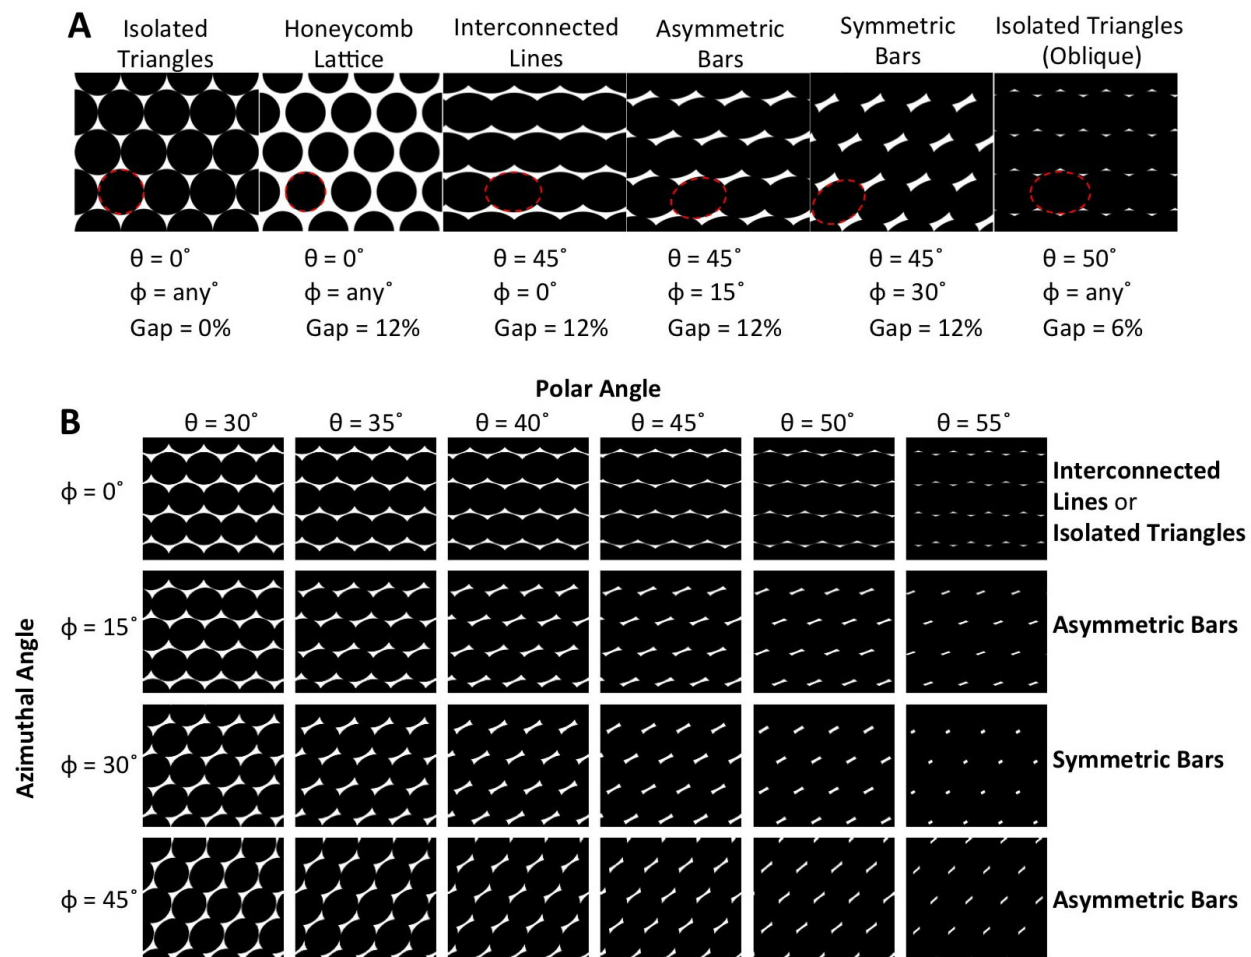 A
Isolated
Triangles
Honeycomb
Lattice
Interconnected
Lines
Asymmetric
Bars
Symmetric
Bars
Isolated Triangles
(Oblique)
θ = 0˚
ϕ = any˚
Gap = 0%
θ = 0˚
ϕ = any˚
Gap = 12%
θ = 45˚
ϕ = 0˚
Gap = 12%
θ = 45˚
ϕ = 15˚
Gap = 12%
θ = 45˚
ϕ = 30˚
Gap = 12%
θ = 50˚
ϕ = any˚
Gap = 6%
Polar Angle
B
θ = 30˚ θ = 35˚ θ = 40˚ θ = 45˚ θ = 50˚ θ = 55˚
Azimuthal Angle
ϕ = 0˚
Interconnected
Lines or
Isolated Triangles
ϕ = 15˚
Asymmetric Bars
ϕ = 30˚
Symmetric Bars
ϕ = 45˚
Asymmetric Bars